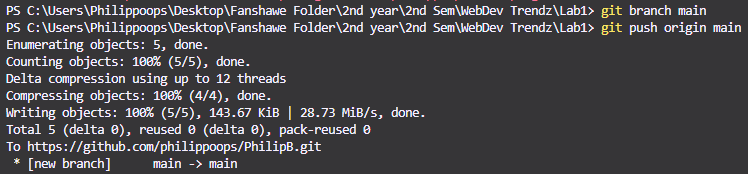 PS C:\Users\Philippoops\Desktop\Fanshawe Folder\2nd year\2nd Sem\WebDev Trendz\Lab1> git branch main
PS C:\Users\Philippoops\Desktop\Fanshawe Folder\2nd year\2nd Sem\WebDev Trendz\Lab1> git push origin main
Enumerating objects: 5, done.
Counting objects: 100% (5/5), done.
Delta compression using up to 12 threads
Compressing objects: 100% (4/4), done.
Writing objects: 100% (5/5), 143.67 KiB | 28.73 MiB/s, done.
Total 5 (delta 0), reused 0 (delta 0), pack-reused 0
To https://github.com/philippoops/PhilipB.git
 * [new branch]      main -> main